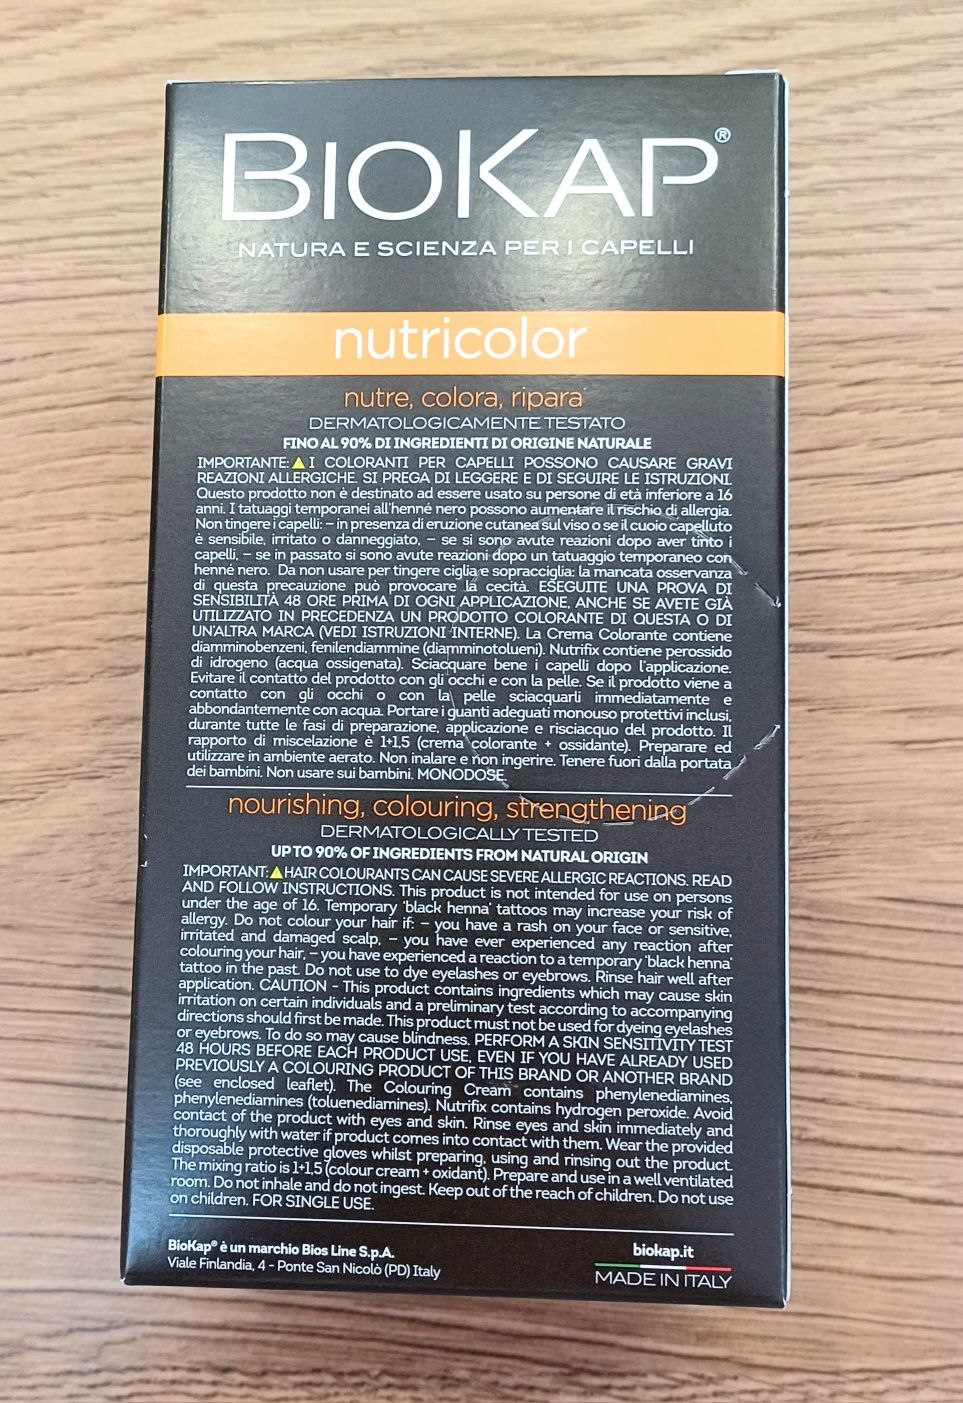 BIOKAP®
NATURA E SCIENZA PER I CAPELLI
nutricolor
nutre, colora, ripara
DERMATOLOGICAMENTE TESTATO
FINO AL 90% DI INGREDIENTI DI ORIGINE NATURALE
IMPORTANTE: I COLORANTI PER CAPELLI POSSONO CAUSARE GRAVI
REAZIONI ALLERGICHE. SI PREGA DI LEGGERE E DI SEGUIRE LE ISTRUZIONI.
Questo prodotto non è destinato ad essere usato su persone di età inferiore a 16
anni. I tatuaggi temporanei all'henné nero possono aumentare il rischio di allergia.
Non tingere i capelli: – in presenza di eruzione cutanea sul viso o se il cuoio capelluto
è sensibile, irritato o danneggiato, – se si sono avute reazioni dopo aver tinto i
capelli, – se in passato si sono avute reazioni dopo un tatuaggio temporaneo con
henné nero. Da non usare per tingere ciglia e sopracciglia: la mancata osservanza
di questa precauzione può provocare la cecità. ESEGUITE UNA PROVA DI
SENSIBILITÀ 48 ORE PRIMA DI OGNI APPLICAZIONE, ANCHE SE AVETE GIÀ
UTILIZZATO IN PRECEDENZA UN PRODOTTO COLORANTE DI QUESTA O DI
UN'ALTRA MARCA (VEDI ISTRUZIONI INTERNE). La Crema Colorante contiene
diamminobenzeni, fenilendiammine (diamminotolueni). Nutrifix contiene perossido
di idrogeno (acqua ossigenata). Sciacquare bene i capelli dopo l'applicazione.
Evitare il contatto del prodotto con gli occhi e con la pelle. Se il prodotto viene a
contatto con gli occhi o con la pelle sciacquarli immediatamente e
abbondantemente con acqua. Portare i guanti adeguati monouso protettivi inclusi,
durante tutte le fasi di preparazione, applicazione e risciacquo del prodotto. Il
rapporto di miscelazione è 1+1,5 (crema colorante + ossidante). Preparare ed
utilizzare in ambiente aerato. Non inalare e non ingerire. Tenere fuori dalla portata
dei bambini. Non usare sui bambini. MONODOSE.
nourishing, colouring, strengthening
DERMATOLOGICALLY TESTED
UP TO 90% OF INGREDIENTS FROM NATURAL ORIGIN
IMPORTANT: HAIR COLOURANTS CAN CAUSE SEVERE ALLERGIC REACTIONS. READ
AND FOLLOW INSTRUCTIONS. This product is not intended for use on persons
under the age of 16. Temporary 'black henna' tattoos may increase your risk of
allergy. Do not colour your hair if: – you have a rash on your face or sensitive,
irritated and damaged scalp, – you have ever experienced any reaction after
colouring your hair, – you have experienced a reaction to a temporary 'black henna'
tattoo in the past. Do not use to dye eyelashes or eyebrows. Rinse hair well after
application. CAUTION - This product contains ingredients which may cause skin
irritation on certain individuals and a preliminary test according to accompanying
directions should first be made. This product must not be used for dyeing eyelashes
or eyebrows. To do so may cause blindness. PERFORM A SKIN SENSITIVITY TEST
48 HOURS BEFORE EACH PRODUCT USE, EVEN IF YOU HAVE ALREADY USED
PREVIOUSLY A COLOURING PRODUCT OF THIS BRAND OR ANOTHER BRAND
(see enclosed leaflet). The Colouring Cream contains phenylenediamines,
phenylenediamines (toluenediamines). Nutrifix contains hydrogen peroxide. Avoid
contact of the product with eyes and skin. Rinse eyes and skin immediately and
thoroughly with water if product comes into contact with them. Wear the provided
disposable protective gloves whilst preparing, using and rinsing out the product.
The mixing ratio is 1+1,5 (colour cream + oxidant). Prepare and use in a well ventilated
room. Do not inhale and do not ingest. Keep out of the reach of children. Do not use
on children. FOR SINGLE USE.
BioKap® è un marchio Bios Line S.p.A.
Viale Finlandia, 4 - Ponte San Nicolò (PD) Italy
biokap.it
MADE IN ITALY